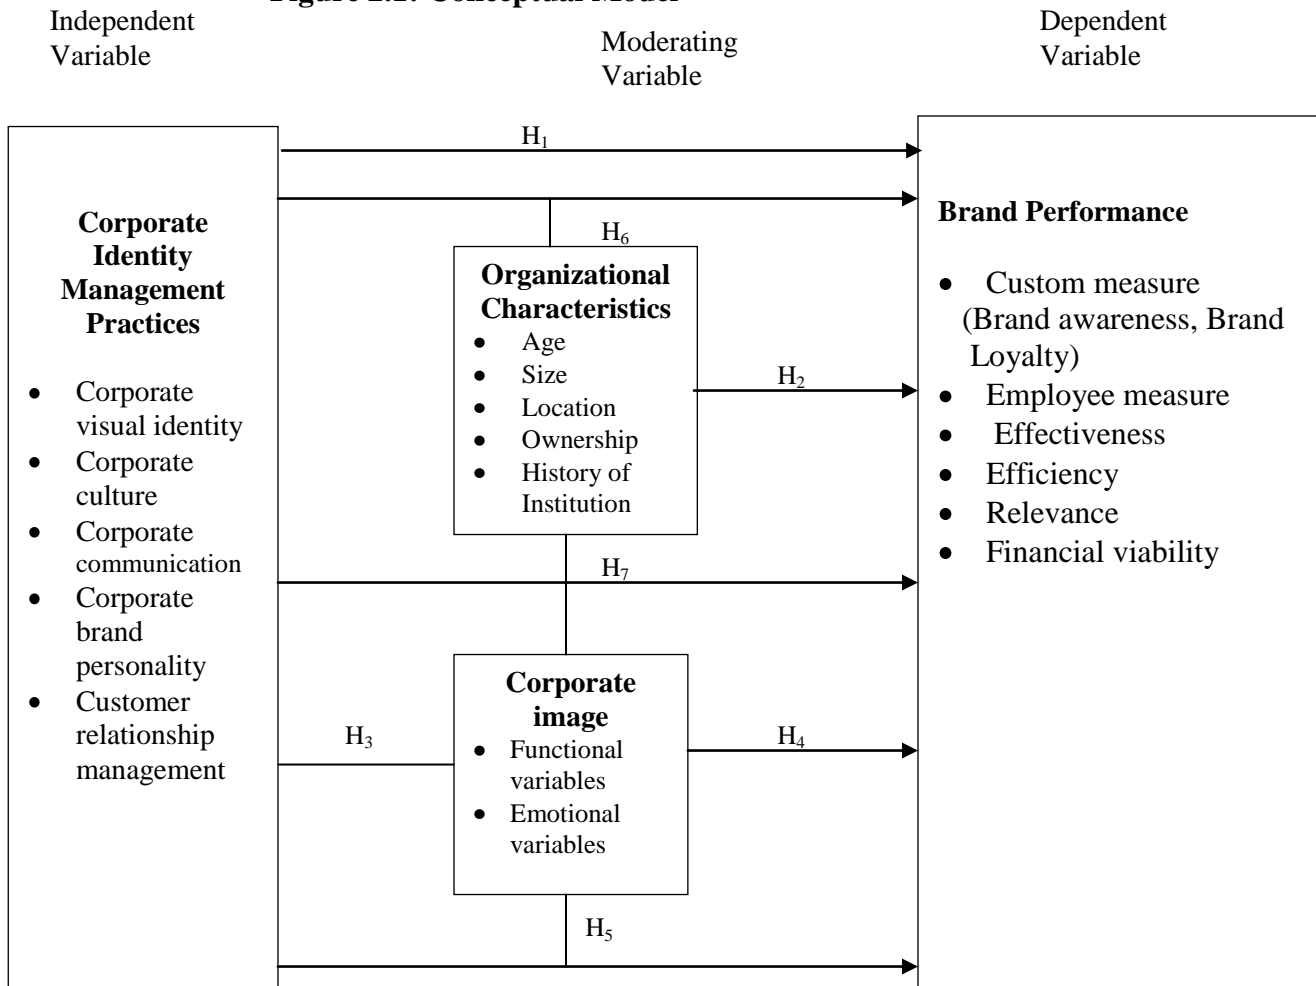 Figure 2.1: Conceptual Model
Independent
Variable
Moderating
Variable
Dependent
Variable
H1
Corporate
Identity
Management
Practices
• Corporate
visual identity
• Corporate
culture
• Corporate
communication
• Corporate
brand
personality
• Customer
relationship
management
H6
Organizational
Characteristics
• Age
• Size
• Location
• Ownership
• History of
Institution
H2
H7
Corporate
image
• Functional
variables
• Emotional
variables
H3
H4
H5
Brand Performance
• Custom measure
(Brand awareness, Brand
Loyalty)
• Employee measure
• Effectiveness
• Efficiency
• Relevance
• Financial viability